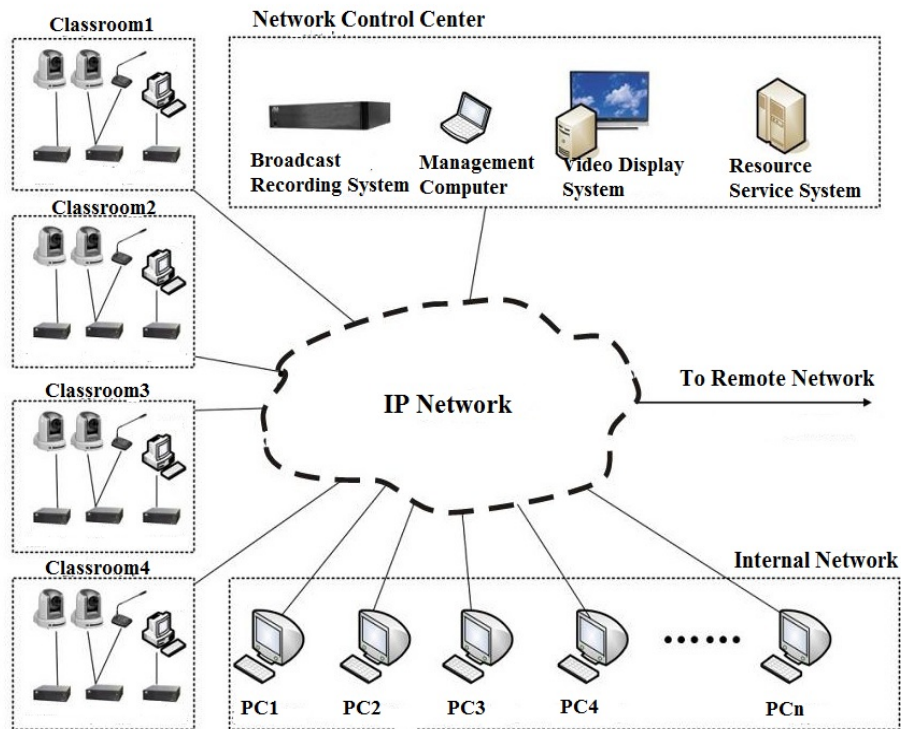 Classroom1
Network Control Center
Broadcast
Recording System
Management
Computer
Video Display
System
Resource
Service System
Classroom2
Classroom3
Classroom4
IP Network
To Remote Network
Internal Network
PC1
PC2
PC3
PC4
PCn